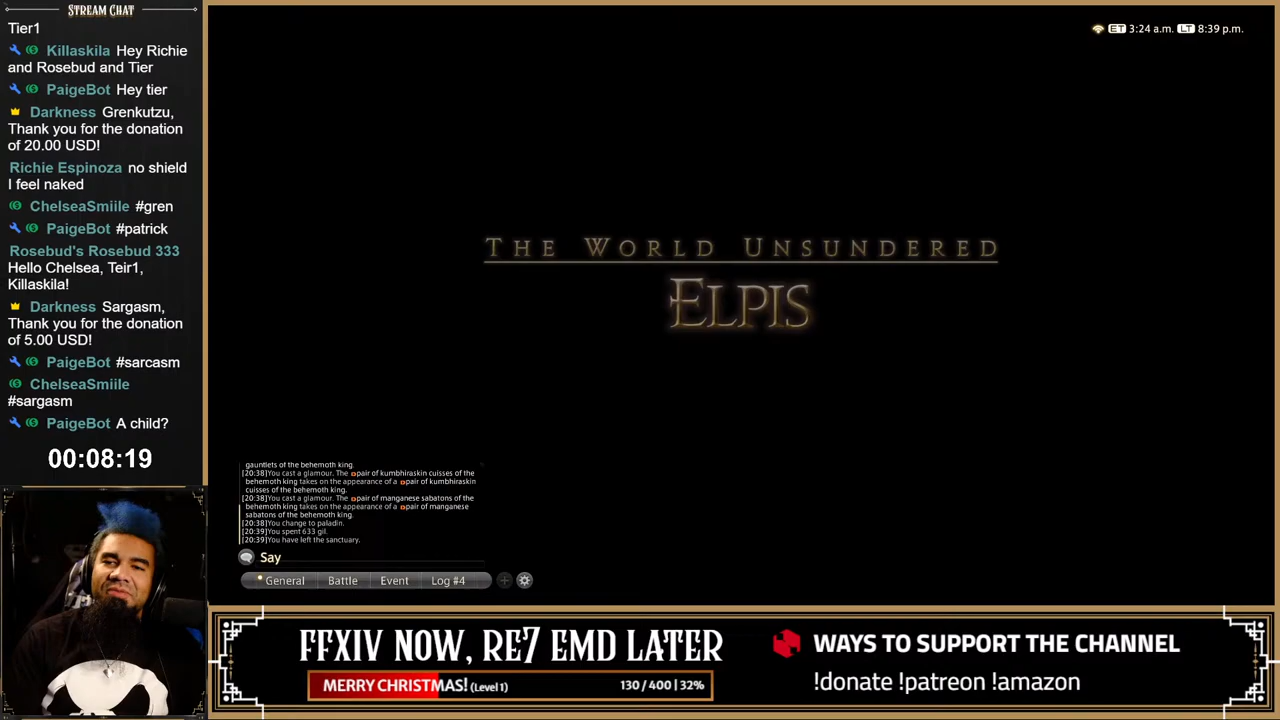 STREAM CHAT
Tier1
Killaskila Hey Richie
and Rosebud and Tier
PaigeBot Hey tier
Darkness Grenkutzu,
Thank you for the donation
of 20.00 USD!
Richie Espinoza no shield
I feel naked
ChelseaSmiile #gren
PaigeBot #patrick
Rosebud's Rosebud 333
Hello Chelsea, Teir1,
Killaskila!
Darkness Sargasm,
Thank you for the donation
of 5.00 USD!
PaigeBot #sarcasm
ChelseaSmiile
#sargasm
PaigeBot A child?
00:08:19
ET 3:24 a.m. LT 8:39 p.m.
THE WORLD UNSUNDERED
ELPIS
gauntlets of the behemoth king.
[20:38]You cast a glamour. The pair of kumbhiraskin cuisses of the
behemoth king takes on the appearance of a pair of kumbhiraskin
cuisses of the behemoth king.
[20:38]You cast a glamour. The pair of manganese sabatons of the
behemoth king takes on the appearance of a pair of manganese
sabatons of the behemoth king.
[20:38]You change to paladin.
[20:39]You spent 633 gil.
[20:39]You have left the sanctuary.
Say
General Battle Event Log #4
FFXIV NOW, RE7 EMD LATER
MERRY CHRISTMAS! (Level 1) 130 / 400 | 32%
WAYS TO SUPPORT THE CHANNEL
!donate !patreon !amazon